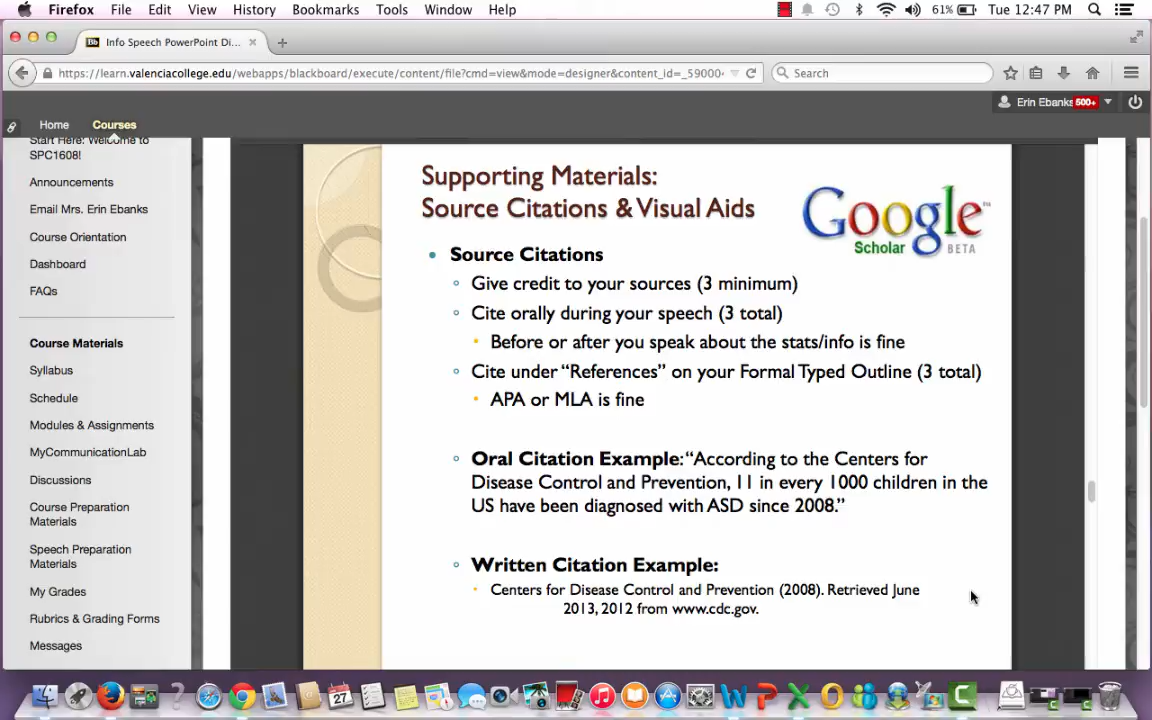 Firefox File Edit View History Bookmarks Tools Window Help 61% Tue 12:47 PM
Bb Info Speech PowerPoint Di...
https://learn.valenciacollege.edu/webapps/blackboard/execute/content/file?cmd=view&mode=designer&content_id=_59004 Search
Erin Ebanks 500+
Home Courses
Start Here: Welcome to
SPC1608!
Announcements
Email Mrs. Erin Ebanks
Course Orientation
Dashboard
FAQs
Course Materials
Syllabus
Schedule
Modules & Assignments
MyCommunicationLab
Discussions
Course Preparation
Materials
Speech Preparation
Materials
My Grades
Rubrics & Grading Forms
Messages
Supporting Materials:
Source Citations & Visual Aids
Google™
Scholar BETA
• Source Citations
◦ Give credit to your sources (3 minimum)
◦ Cite orally during your speech (3 total)
• Before or after you speak about the stats/info is fine
◦ Cite under “References” on your Formal Typed Outline (3 total)
• APA or MLA is fine
◦ Oral Citation Example: “According to the Centers for
Disease Control and Prevention, 11 in every 1000 children in the
US have been diagnosed with ASD since 2008.”
◦ Written Citation Example:
• Centers for Disease Control and Prevention (2008). Retrieved June
2013, 2012 from www.cdc.gov.
27